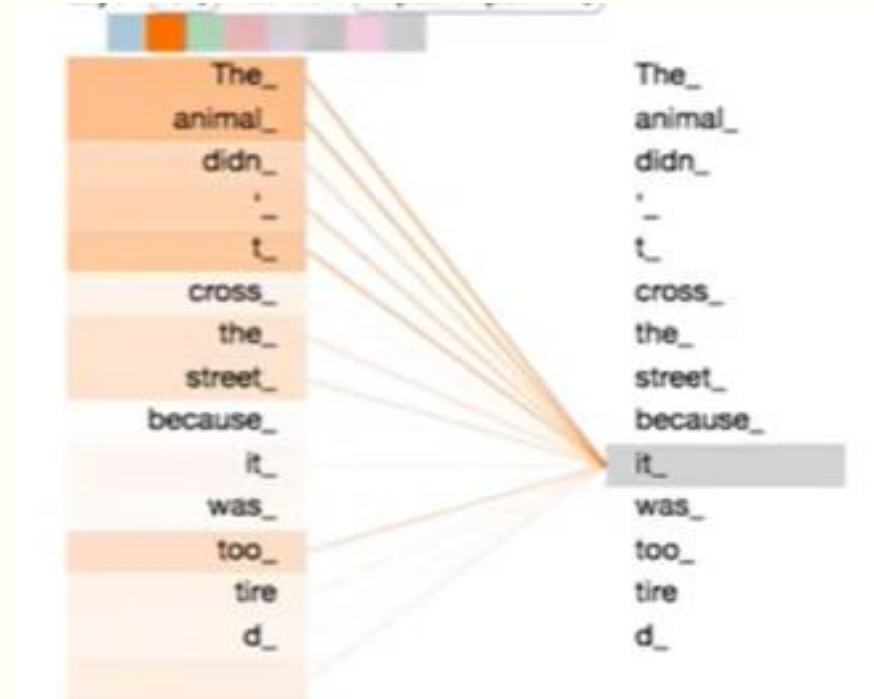 The_ The_
animal_ animal_
didn_ didn_
'_ '_
t_ t_
cross_ cross_
the_ the_
street_ street_
because_ because_
it_ it_
was_ was_
too_ too_
tire tire
d_ d_